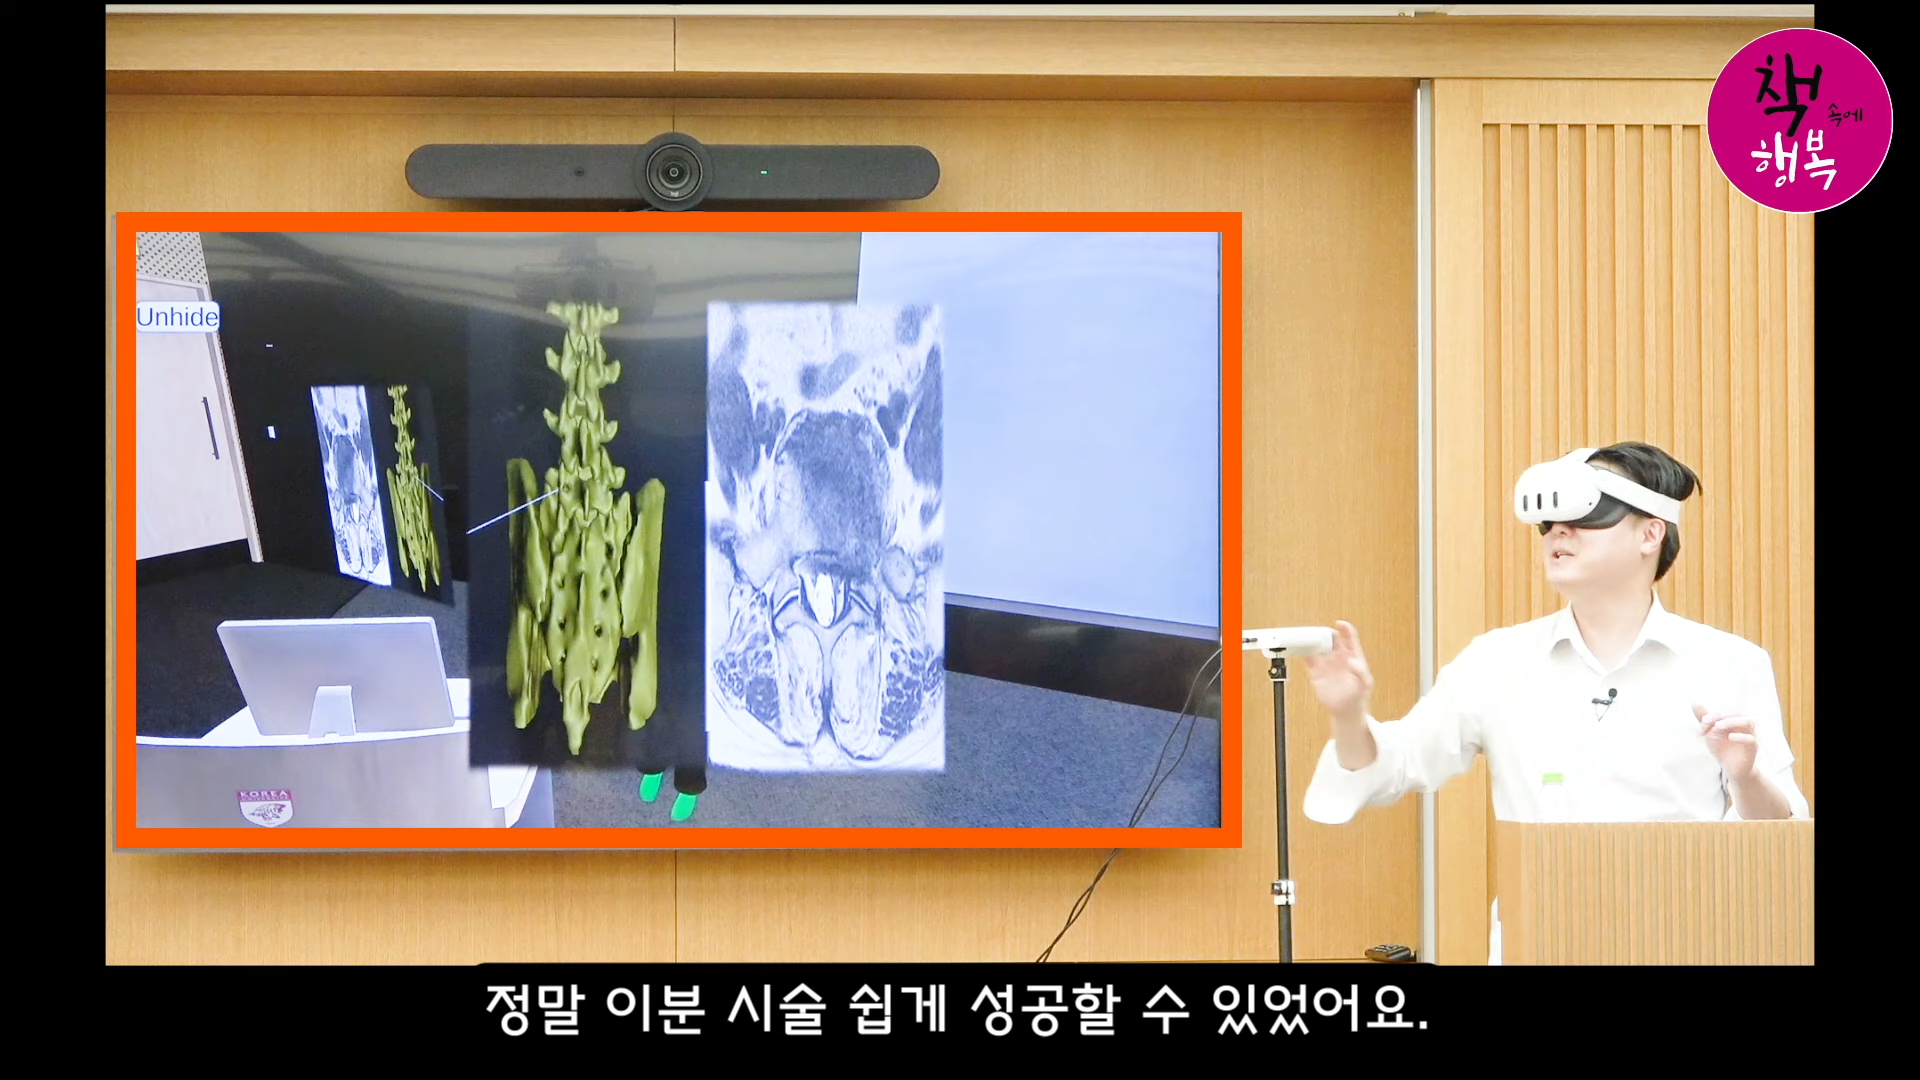 책
속에
행복
Unhide
KOREA
정말 이분 시술 쉽게 성공할 수 있었어요.